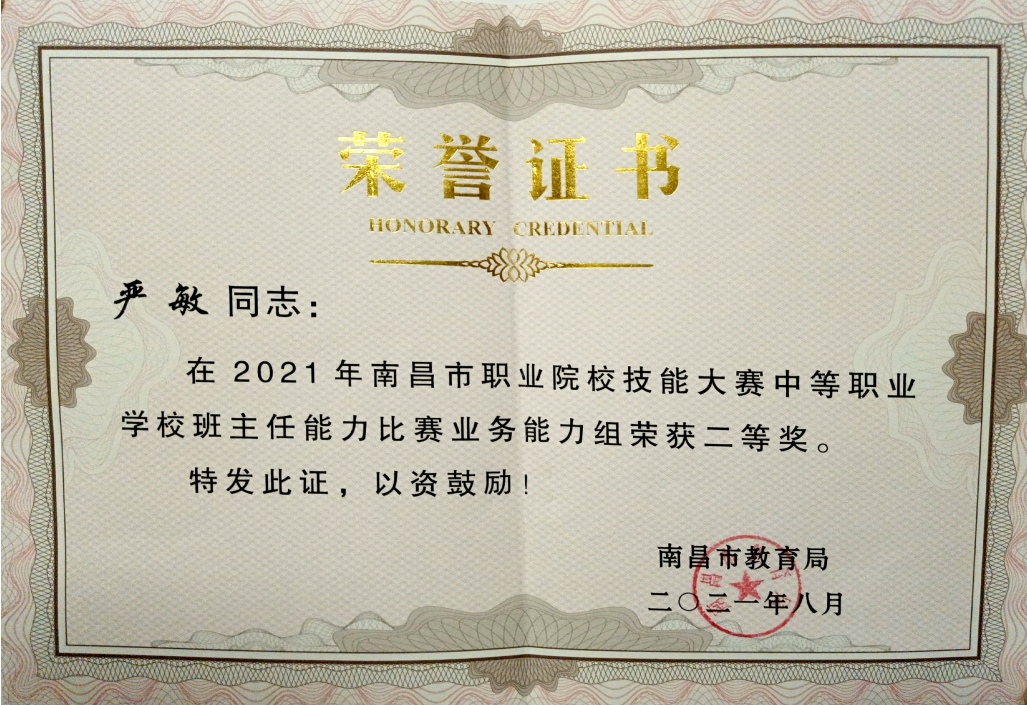 荣誉证书
HONORARY CREDENTIAL
严敏同志：
在2021年南昌市职业院校技能大赛中等职业
学校班主任能力比赛业务能力组荣获二等奖。
特发此证，以资鼓励！
南昌市教育局
二〇二一年八月